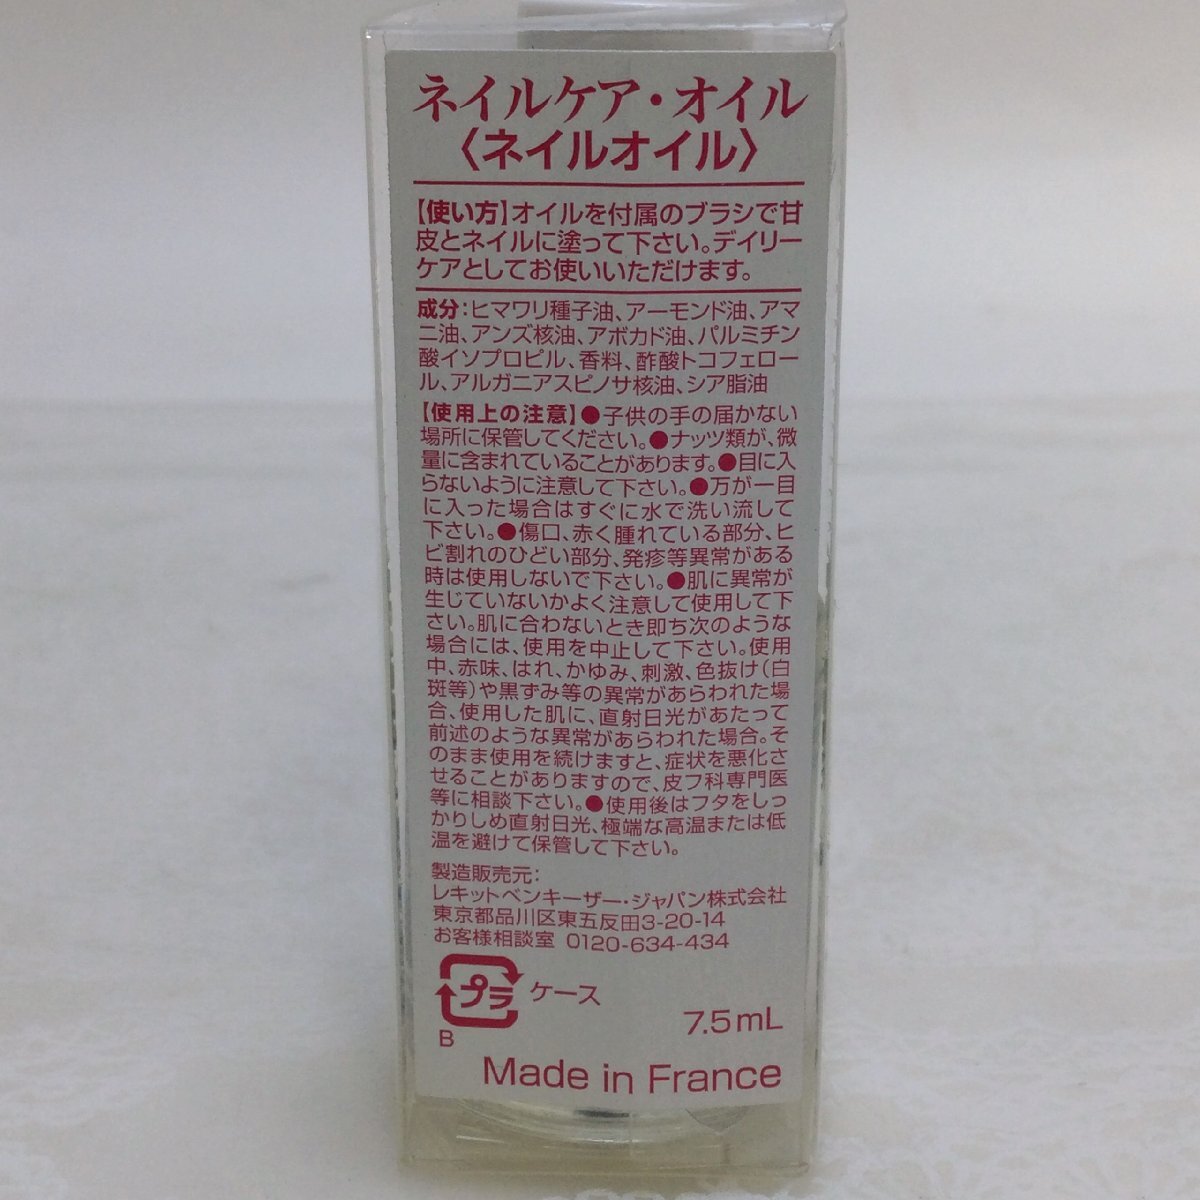 ネイルケア・オイル
〈ネイルオイル〉
【使い方】オイルを付属のブラシで甘
皮とネイルに塗って下さい。デイリー
ケアとしてお使いいただけます。
成分：ヒマワリ種子油、アーモンド油、アマ
ニ油、アンズ核油、アボカド油、パルミチン
酸イソプロピル、香料、酢酸トコフェロー
ル、アルガニアスピノサ核油、シア脂油
【使用上の注意】●子供の手の届かない
場所に保管してください。●ナッツ類が、微
量に含まれていることがあります。●目に入
らないように注意して下さい。●万が一目
に入った場合はすぐに水で洗い流して
下さい。●傷口、赤く腫れている部分、ヒ
ビ割れのひどい部分、発疹等異常がある
時は使用しないで下さい。●肌に異常が
生じていないかよく注意して使用して下
さい。肌に合わないとき即ち次のような
場合には、使用を中止して下さい。使用
中、赤味、はれ、かゆみ、刺激、色抜け（白
斑等）や黒ずみ等の異常があらわれた場
合、使用した肌に、直射日光があたって
前述のような異常があらわれた場合。そ
のまま使用を続けますと、症状を悪化さ
せることがありますので、皮フ科専門医
等に相談下さい。●使用後はフタをしっ
かりしめ直射日光、極端な高温または低
温を避けて保管して下さい。
製造販売元：
レキットベンキーザー・ジャパン株式会社
東京都品川区東五反田3-20-14
お客様相談室 0120-634-434
プラ ケース
B
7.5mL
Made in France